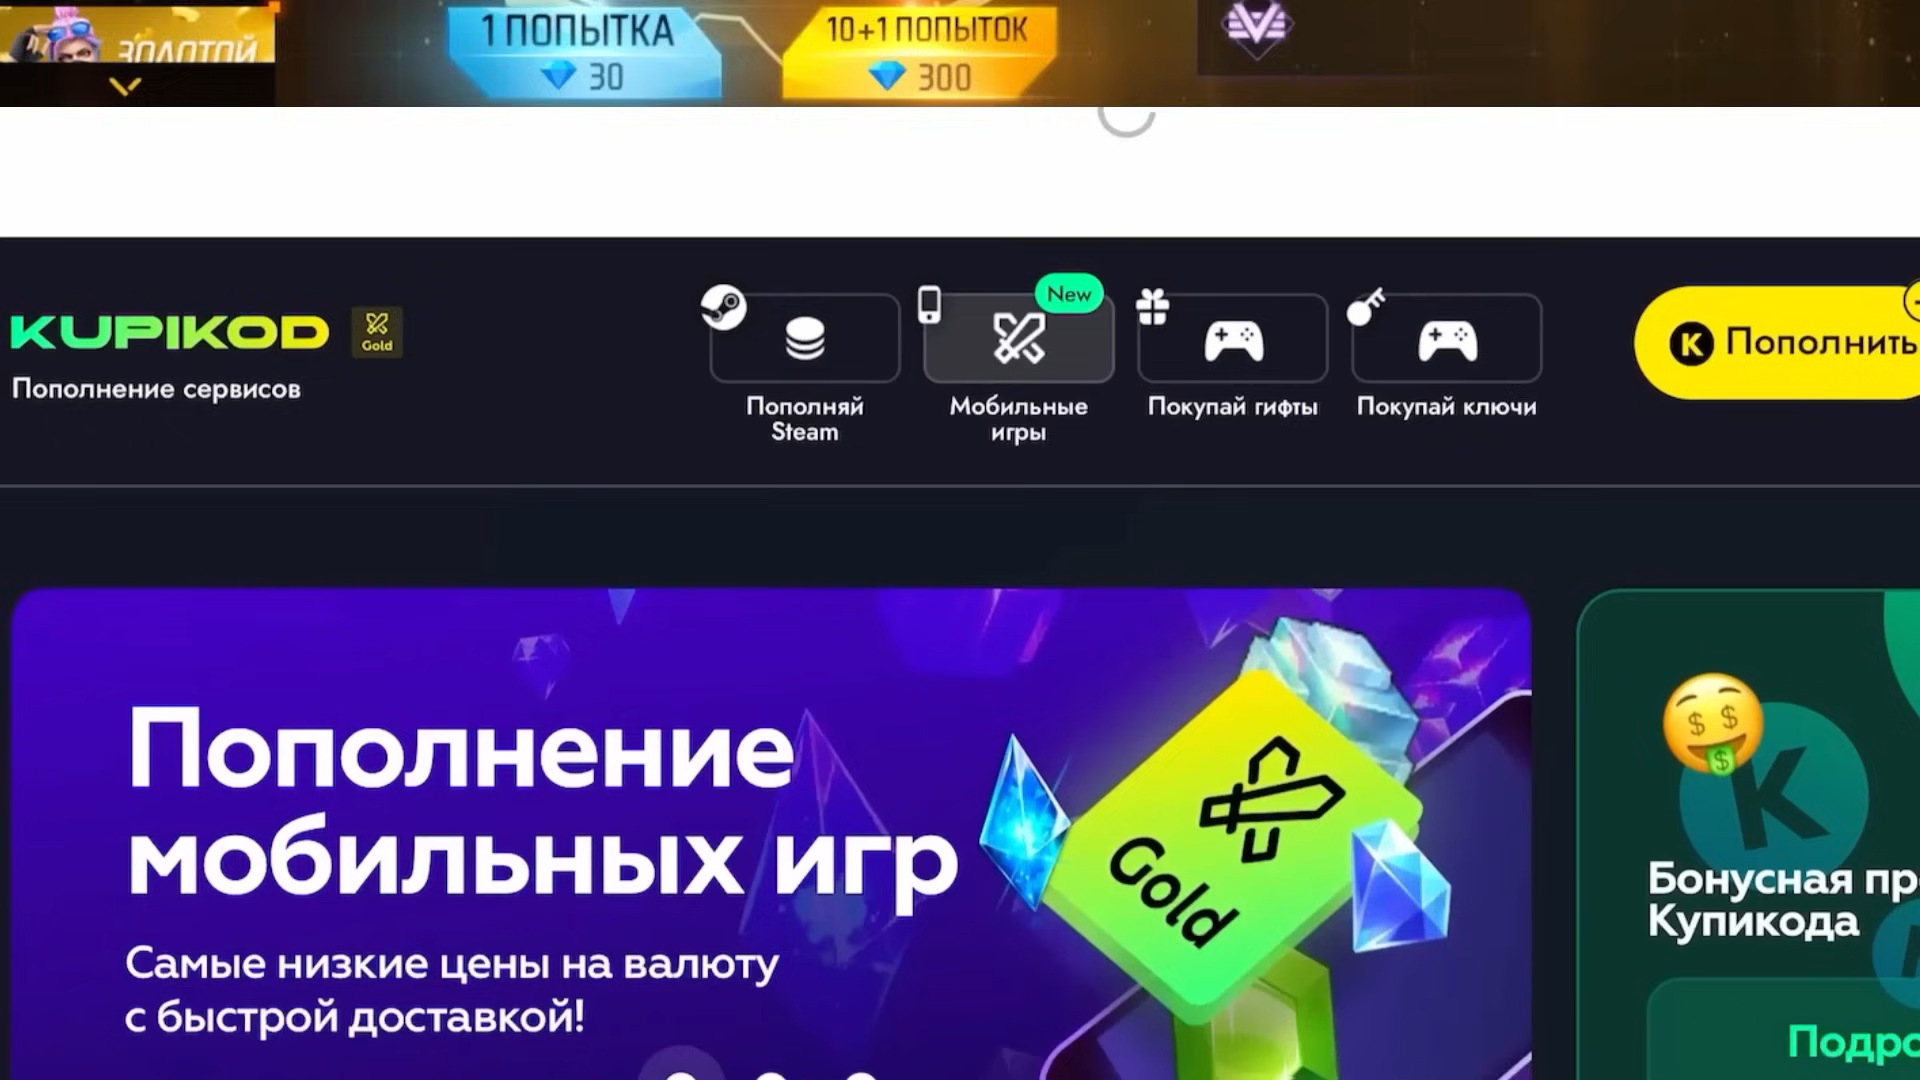 ЗОЛОТОЙ
1 ПОПЫТКА
30
10+1 ПОПЫТОК
300
KUPIKOD
Gold
Пополнение сервисов
Пополняй
Steam
New
Мобильные
игры
Покупай гифты
Покупай ключи
K Пополнить
Пополнение
мобильных игр
Самые низкие цены на валюту
с быстрой доставкой!
Gold
K
Бонусная пр
Купикода
Подро